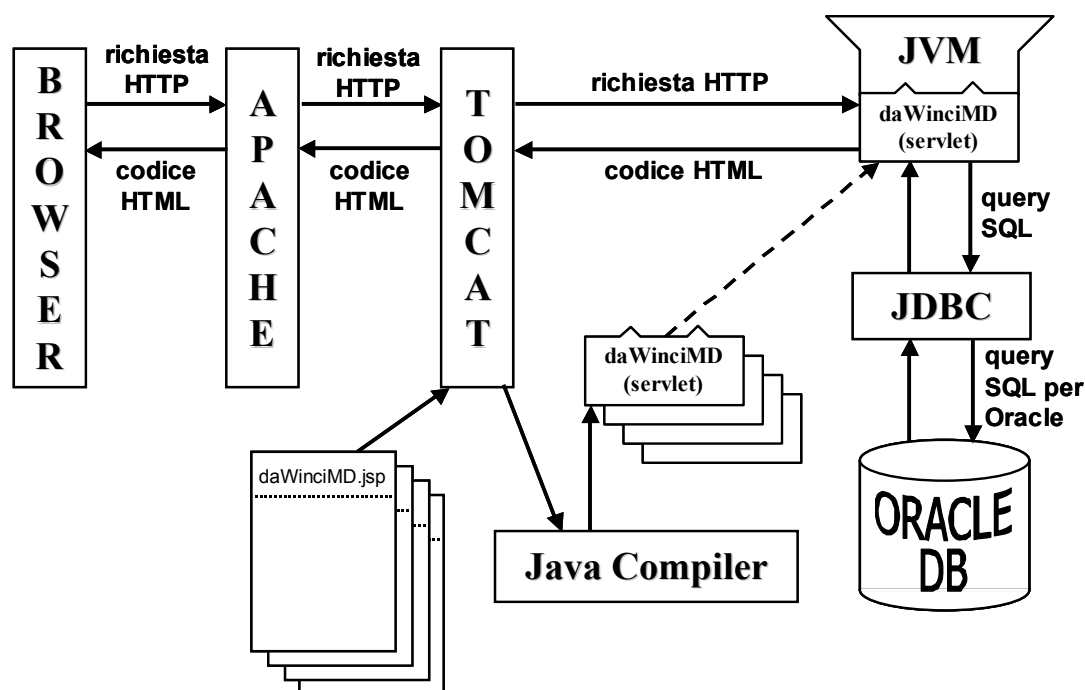 BROWSER
richiesta
HTTP
codice
HTML
APACHE
richiesta
HTTP
codice
HTML
TOMCAT
richiesta HTTP
codice HTML
JVM
daWinciMD
(servlet)
query
SQL
JDBC
query
SQL per
Oracle
ORACLE
DB
daWinciMD
(servlet)
daWinciMD.jsp
Java Compiler